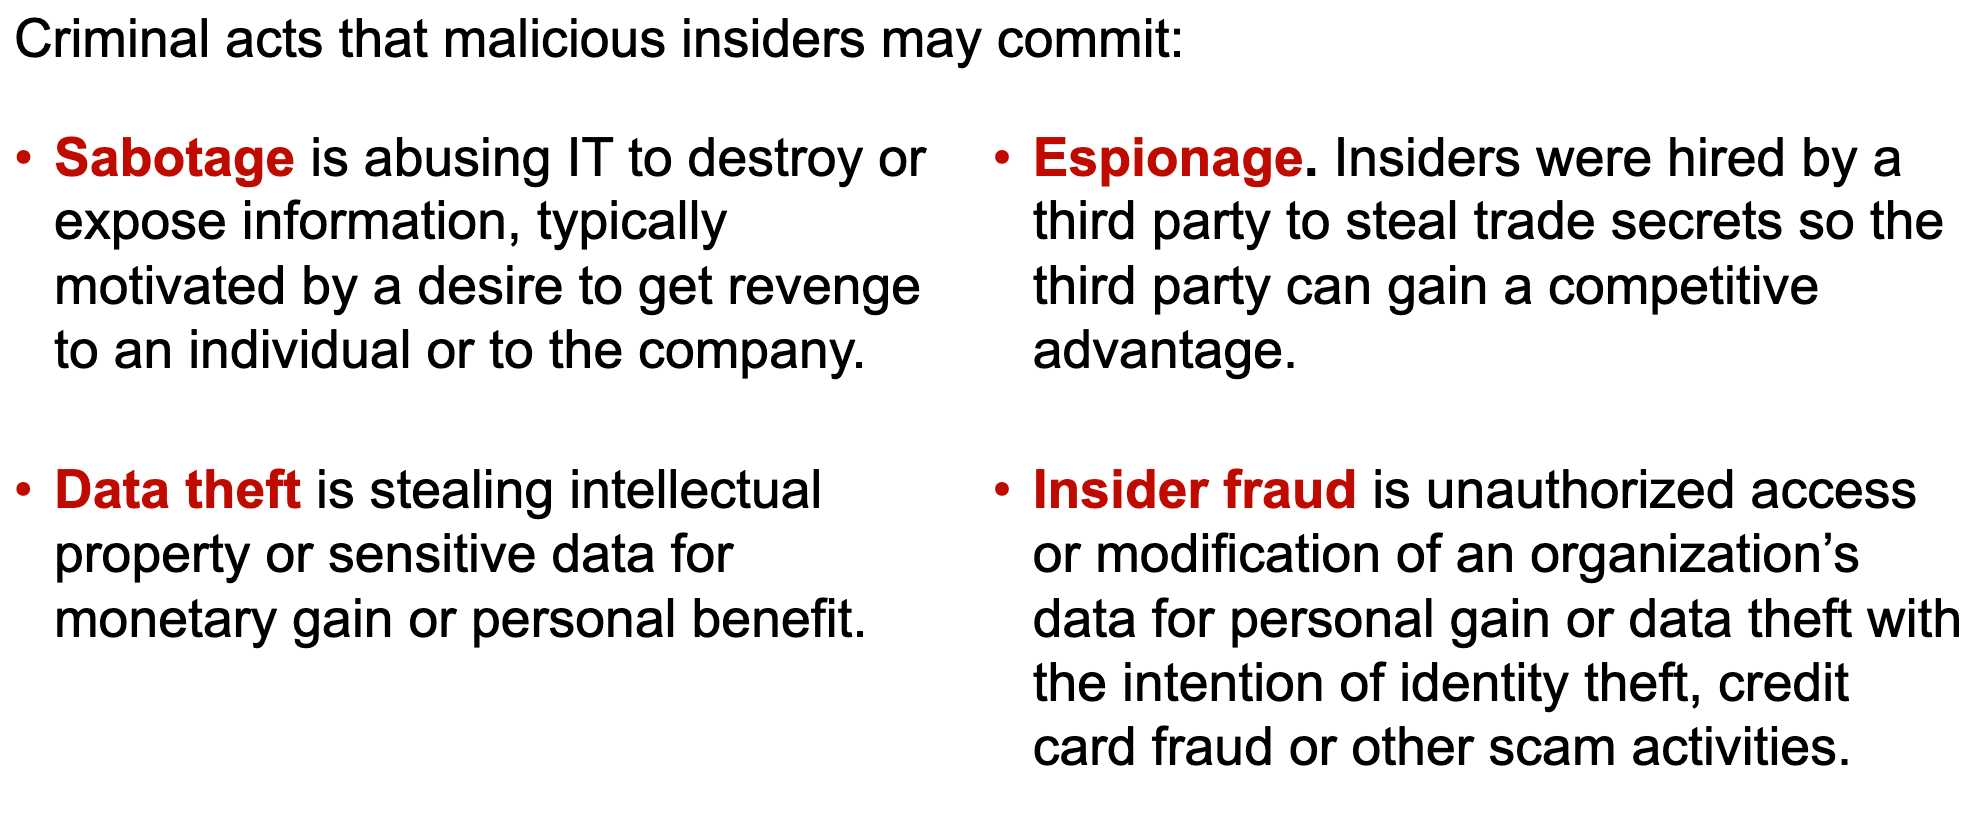 Criminal acts that malicious insiders may commit:
• Sabotage is abusing IT to destroy or
expose information, typically
motivated by a desire to get revenge
to an individual or to the company.
• Data theft is stealing intellectual
property or sensitive data for
monetary gain or personal benefit.
• Espionage. Insiders were hired by a
third party to steal trade secrets so the
third party can gain a competitive
advantage.
• Insider fraud is unauthorized access
or modification of an organization’s
data for personal gain or data theft with
the intention of identity theft, credit
card fraud or other scam activities.